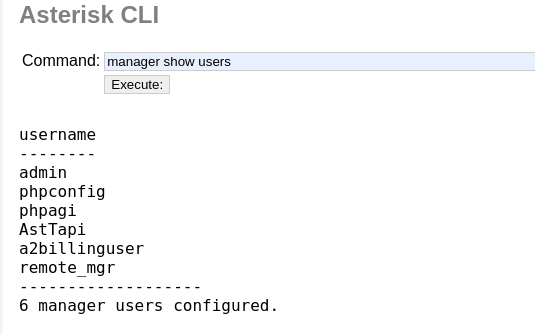 Asterisk CLI
Command: manager show users
Execute:
username
--------
admin
phpconfig
phpagi
AstTapi
a2billinguser
remote_mgr
-------------------
6 manager users configured.